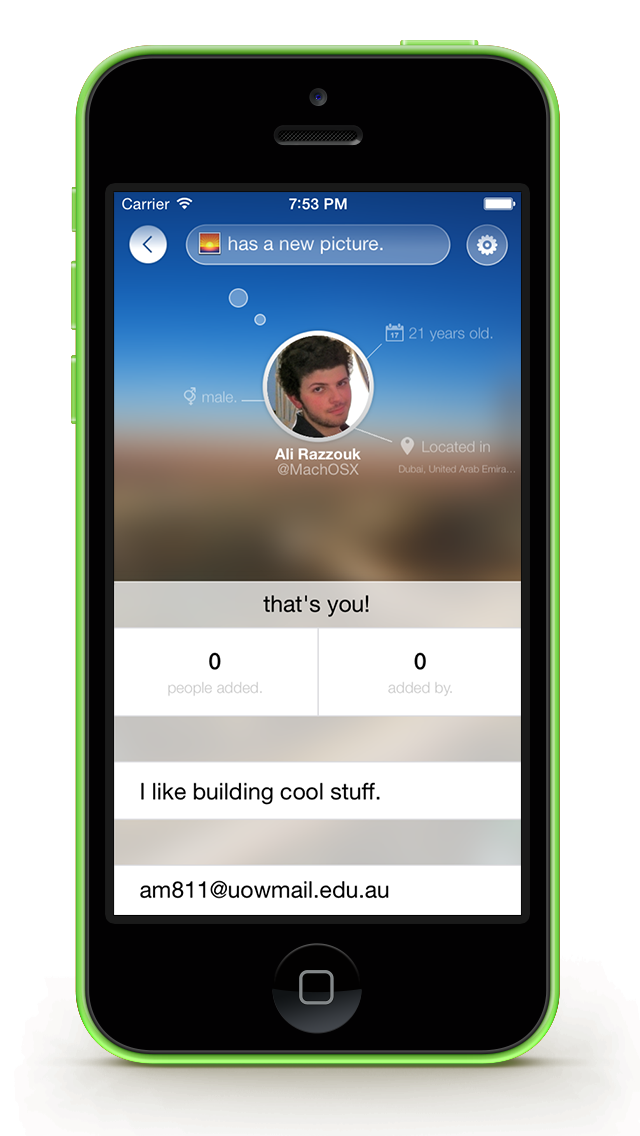 Carrier 7:53 PM
has a new picture.
17 21 years old.
male.
Located in
Ali Razzouk
@MachOSX
Dubai, United Arab Emira...
that's you!
0 0
people added. added by.
I like building cool stuff.
am811@uowmail.edu.au